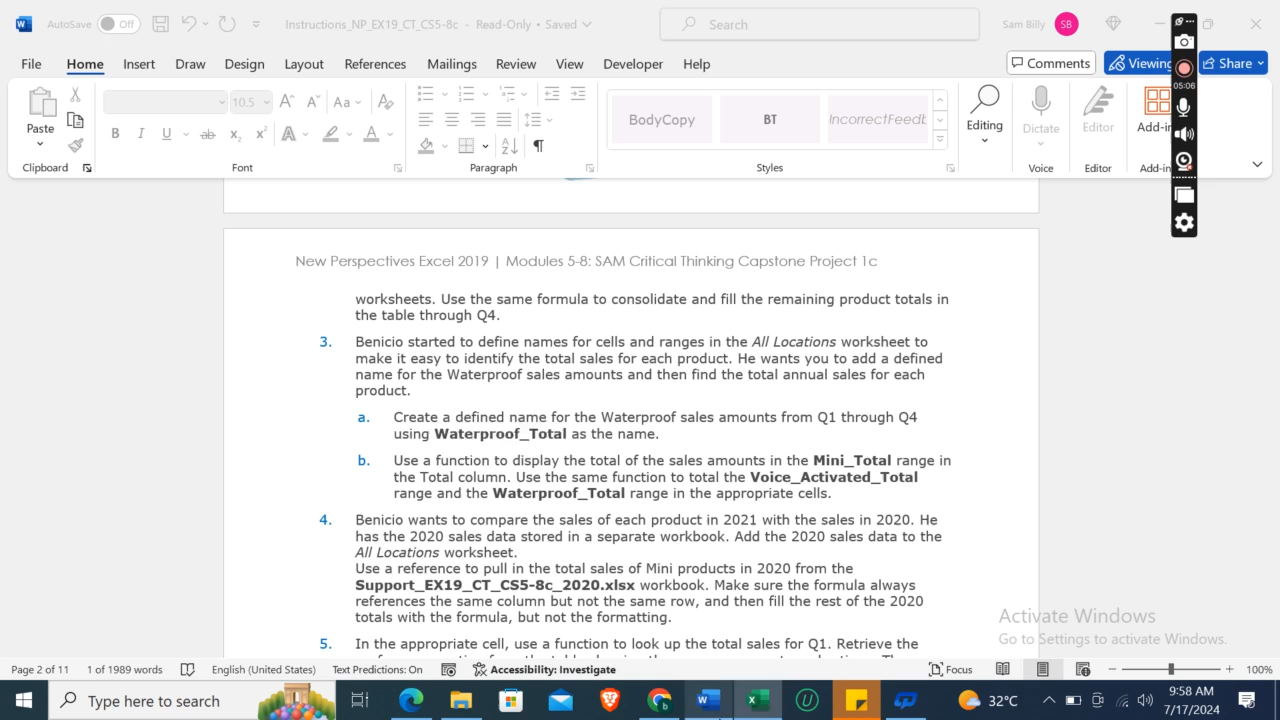 AutoSave Off Instructions_NP_EX19_CT_CS5-8c - Read-Only • Saved Search Sam Billy SB
File Home Insert Draw Design Layout References Mailings Review View Developer Help Comments Viewing Share
05:06
Paste 10.5 Aa BodyCopy BT IncorrectFeedb Editing Dictate Editor Add-in
Clipboard Font Paragraph Styles Voice Editor Add-in
New Perspectives Excel 2019 | Modules 5-8: SAM Critical Thinking Capstone Project 1c
worksheets. Use the same formula to consolidate and fill the remaining product totals in
the table through Q4.
3. Benicio started to define names for cells and ranges in the All Locations worksheet to
make it easy to identify the total sales for each product. He wants you to add a defined
name for the Waterproof sales amounts and then find the total annual sales for each
product.
a. Create a defined name for the Waterproof sales amounts from Q1 through Q4
using Waterproof_Total as the name.
b. Use a function to display the total of the sales amounts in the Mini_Total range in
the Total column. Use the same function to total the Voice_Activated_Total
range and the Waterproof_Total range in the appropriate cells.
4. Benicio wants to compare the sales of each product in 2021 with the sales in 2020. He
has the 2020 sales data stored in a separate workbook. Add the 2020 sales data to the
All Locations worksheet.
Use a reference to pull in the total sales of Mini products in 2020 from the
Support_EX19_CT_CS5-8c_2020.xlsx workbook. Make sure the formula always
references the same column but not the same row, and then fill the rest of the 2020
totals with the formula, but not the formatting.
5. In the appropriate cell, use a function to look up the total sales for Q1. Retrieve the
Activate Windows
Go to Settings to activate Windows.
Page 2 of 11 1 of 1989 words English (United States) Text Predictions: On Accessibility: Investigate Focus 100%
Type here to search 32°C 9:58 AM
7/17/2024